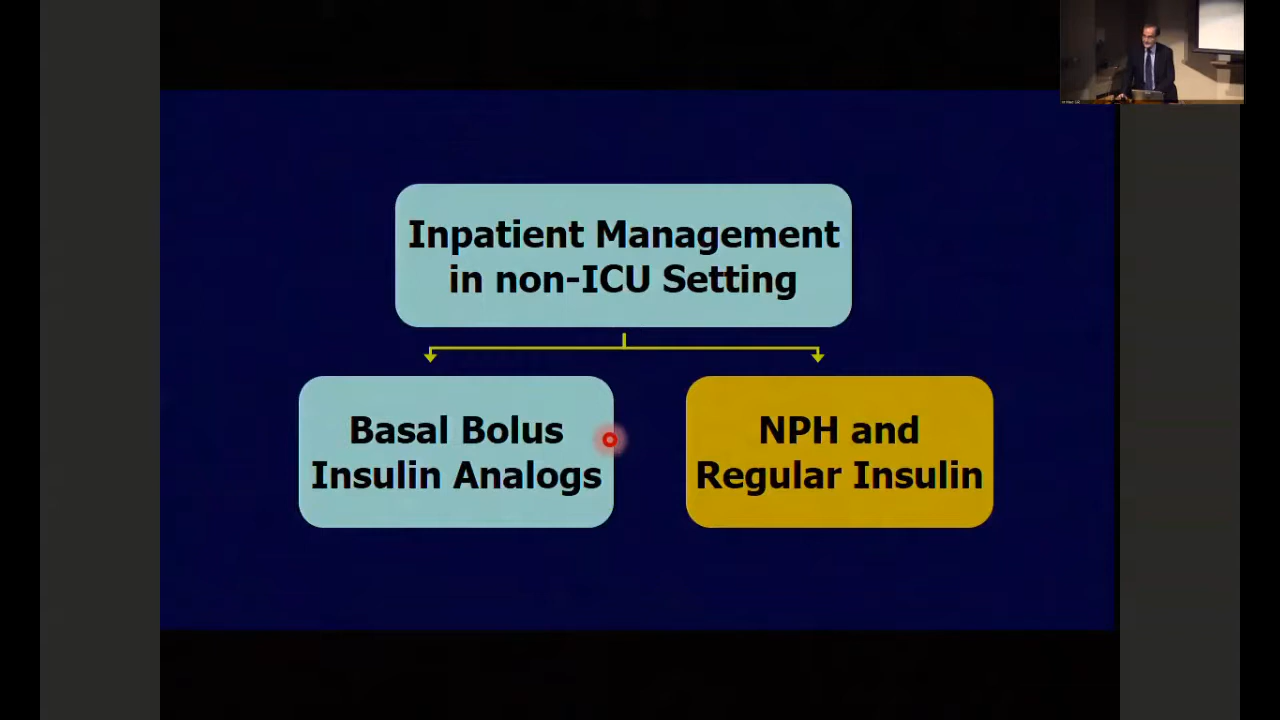 Inpatient Management
in non-ICU Setting
Basal Bolus
Insulin Analogs
NPH and
Regular Insulin